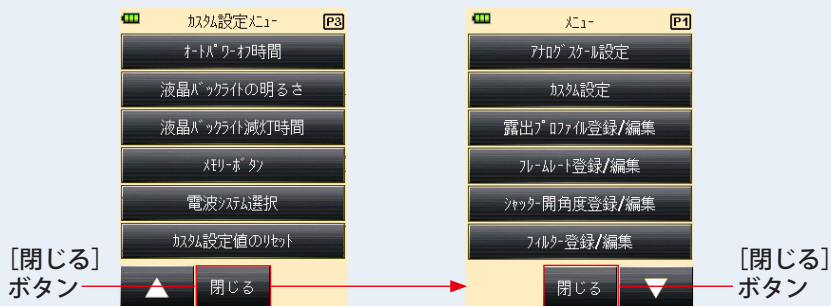 ｶｽﾀﾑ設定ﾒﾆｭｰ P3
ｵｰﾄﾊﾟﾜｰｵﾌ時間
液晶ﾊﾞｯｸﾗｲﾄの明るさ
液晶ﾊﾞｯｸﾗｲﾄ減灯時間
ﾒﾓﾘｰﾎﾞﾀﾝ
電波ｼｽﾃﾑ選択
ｶｽﾀﾑ設定値のﾘｾｯﾄ
閉じる
［閉じる］
ボタン
ﾒﾆｭｰ P1
ｱﾅﾛｸﾞｽｹｰﾙ設定
ｶｽﾀﾑ設定
露出ﾌﾟﾛﾌｧｲﾙ登録/編集
ﾌﾚｰﾑﾚｰﾄ登録/編集
ｼｬｯﾀｰ開角度登録/編集
ﾌｨﾙﾀｰ登録/編集
閉じる
［閉じる］
ボタン